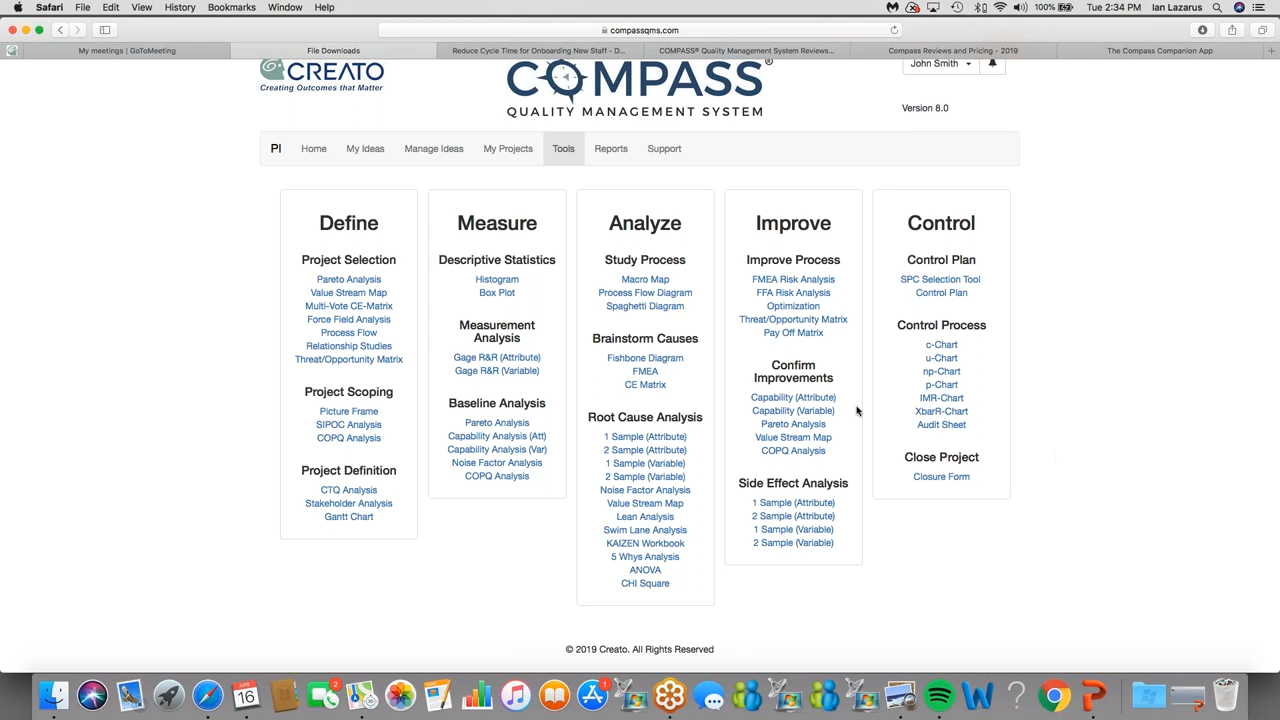 Safari File Edit View History Bookmarks Window Help
100% Tue 2:34 PM Ian Lazarus
compassqms.com
My meetings | GoToMeeting
File Downloads
Reduce Cycle Time for Onboarding New Staff - D...
COMPASS® Quality Management System Reviews...
Compass Reviews and Pricing - 2019
The Compass Companion App
CREATO
Creating Outcomes that Matter
COMPASS®
QUALITY MANAGEMENT SYSTEM
John Smith
Version 8.0
PI Home My Ideas Manage Ideas My Projects Tools Reports Support
Define
Project Selection
Pareto Analysis
Value Stream Map
Multi-Vote CE-Matrix
Force Field Analysis
Process Flow
Relationship Studies
Threat/Opportunity Matrix
Project Scoping
Picture Frame
SIPOC Analysis
COPQ Analysis
Project Definition
CTQ Analysis
Stakeholder Analysis
Gantt Chart
Measure
Descriptive Statistics
Histogram
Box Plot
Measurement
Analysis
Gage R&R (Attribute)
Gage R&R (Variable)
Baseline Analysis
Pareto Analysis
Capability Analysis (Att)
Capability Analysis (Var)
Noise Factor Analysis
COPQ Analysis
Analyze
Study Process
Macro Map
Process Flow Diagram
Spaghetti Diagram
Brainstorm Causes
Fishbone Diagram
FMEA
CE Matrix
Root Cause Analysis
1 Sample (Attribute)
2 Sample (Attribute)
1 Sample (Variable)
2 Sample (Variable)
Noise Factor Analysis
Value Stream Map
Lean Analysis
Swim Lane Analysis
KAIZEN Workbook
5 Whys Analysis
ANOVA
CHI Square
Improve
Improve Process
FMEA Risk Analysis
FFA Risk Analysis
Optimization
Threat/Opportunity Matrix
Pay Off Matrix
Confirm
Improvements
Capability (Attribute)
Capability (Variable)
Pareto Analysis
Value Stream Map
COPQ Analysis
Side Effect Analysis
1 Sample (Attribute)
2 Sample (Attribute)
1 Sample (Variable)
2 Sample (Variable)
Control
Control Plan
SPC Selection Tool
Control Plan
Control Process
c-Chart
u-Chart
np-Chart
p-Chart
IMR-Chart
XbarR-Chart
Audit Sheet
Close Project
Closure Form
© 2019 Creato. All Rights Reserved
APR
16
2
1